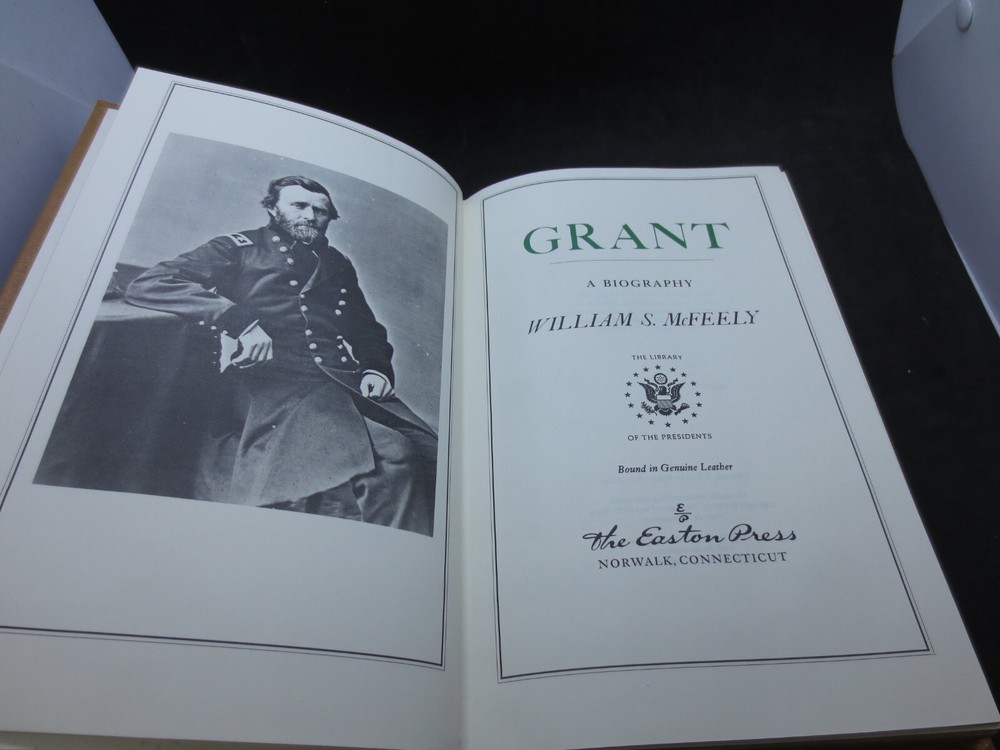 GRANT
A BIOGRAPHY
WILLIAM S. McFEELY
THE LIBRARY
OF THE PRESIDENTS
Bound in Genuine Leather
E
P
The Easton Press
NORWALK, CONNECTICUT